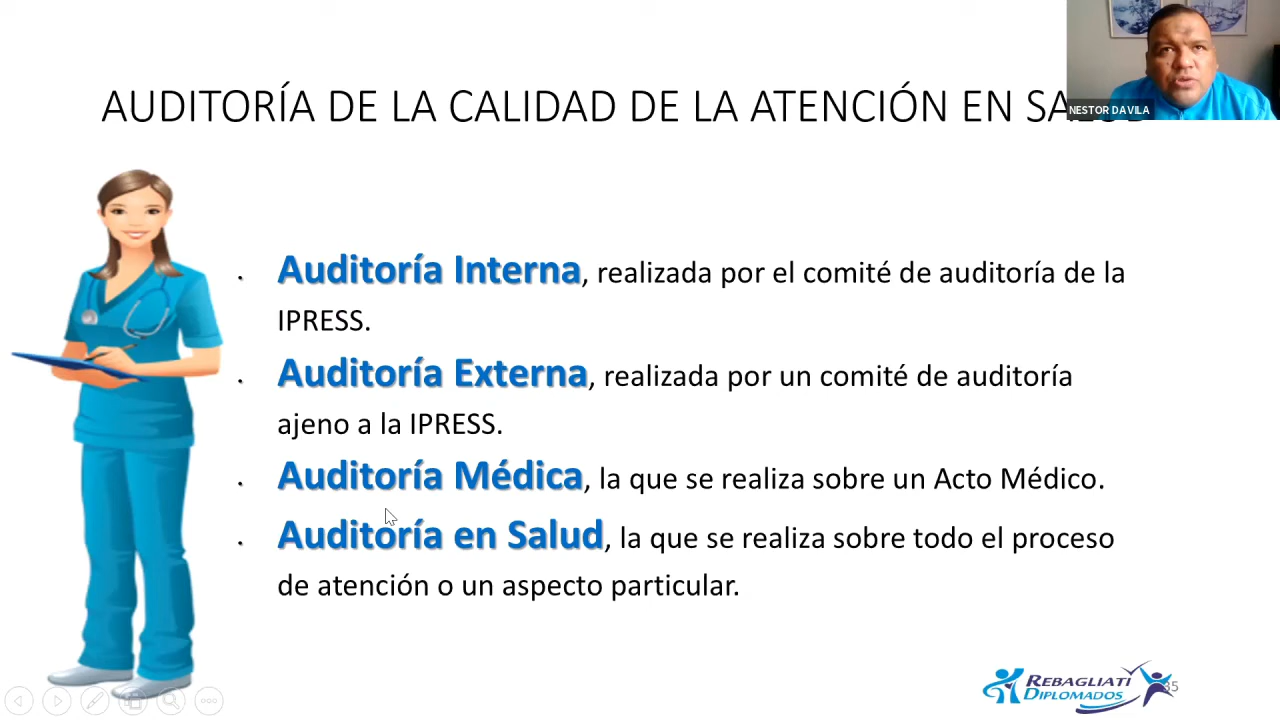 AUDITORÍA DE LA CALIDAD DE LA ATENCIÓN EN
NESTOR DAVILA
Auditoría Interna, realizada por el comité de auditoría de la
IPRESS.
Auditoría Externa, realizada por un comité de auditoría
ajeno a la IPRESS.
Auditoría Médica, la que se realiza sobre un Acto Médico.
Auditoría en Salud, la que se realiza sobre todo el proceso
de atención o un aspecto particular.
REBAGLIATI
DIPLOMADOS
35